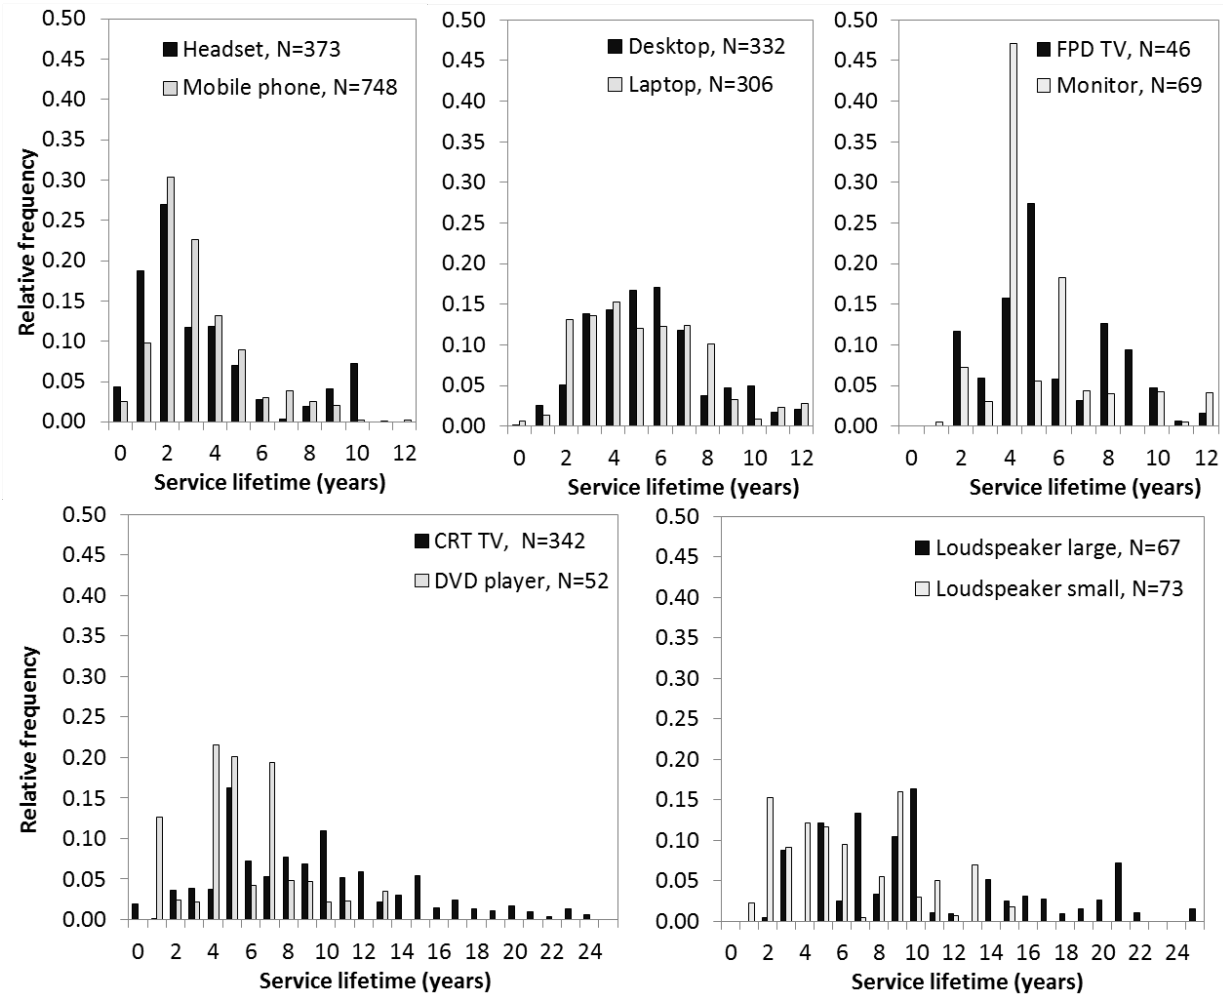 0.50
0.45
0.40
0.35
0.30
0.25
0.20
0.15
0.10
0.05
0.00
Relative frequency
Headset, N=373
Mobile phone, N=748
0 2 4 6 8 10 12
Service lifetime (years)
0.50
0.45
0.40
0.35
0.30
0.25
0.20
0.15
0.10
0.05
0.00
Desktop, N=332
Laptop, N=306
0 2 4 6 8 10 12
Service lifetime (years)
0.50
0.45
0.40
0.35
0.30
0.25
0.20
0.15
0.10
0.05
0.00
FPD TV, N=46
Monitor, N=69
0 2 4 6 8 10 12
Service lifetime (years)
0.50
0.45
0.40
0.35
0.30
0.25
0.20
0.15
0.10
0.05
0.00
Relative frequency
CRT TV, N=342
DVD player, N=52
0 2 4 6 8 10 12 14 16 18 20 22 24
Service lifetime (years)
0.50
0.45
0.40
0.35
0.30
0.25
0.20
0.15
0.10
0.05
0.00
Loudspeaker large, N=67
Loudspeaker small, N=73
0 2 4 6 8 10 12 14 16 18 20 22 24
Service lifetime (years)